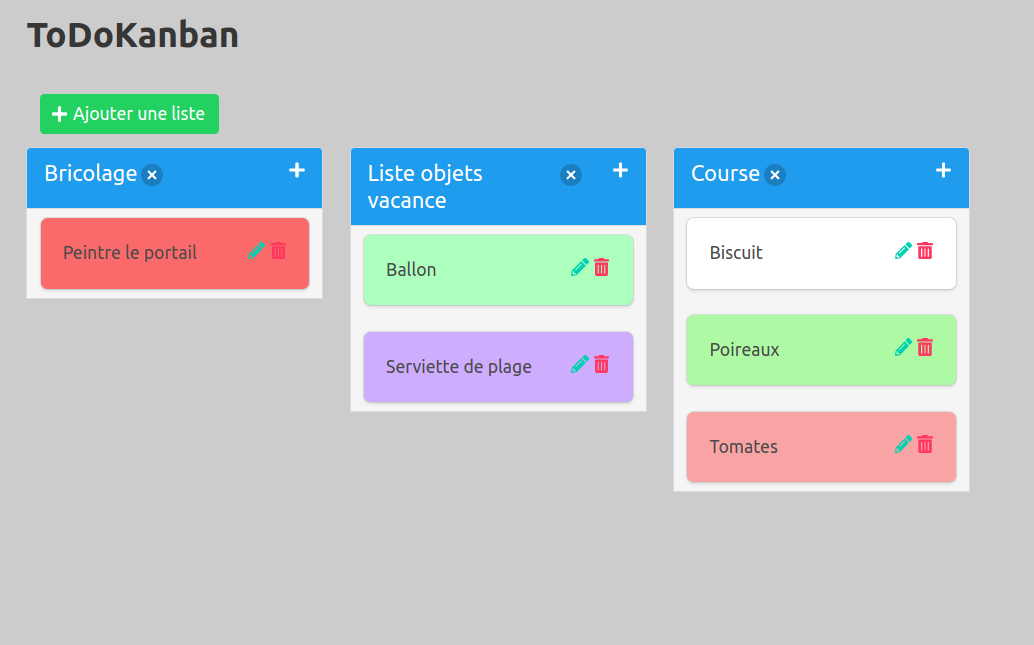 ToDoKanban
Ajouter une liste
Bricolage
Peintre le portail
Liste objets
vacance
Ballon
Serviette de plage
Course
Biscuit
Poireaux
Tomates